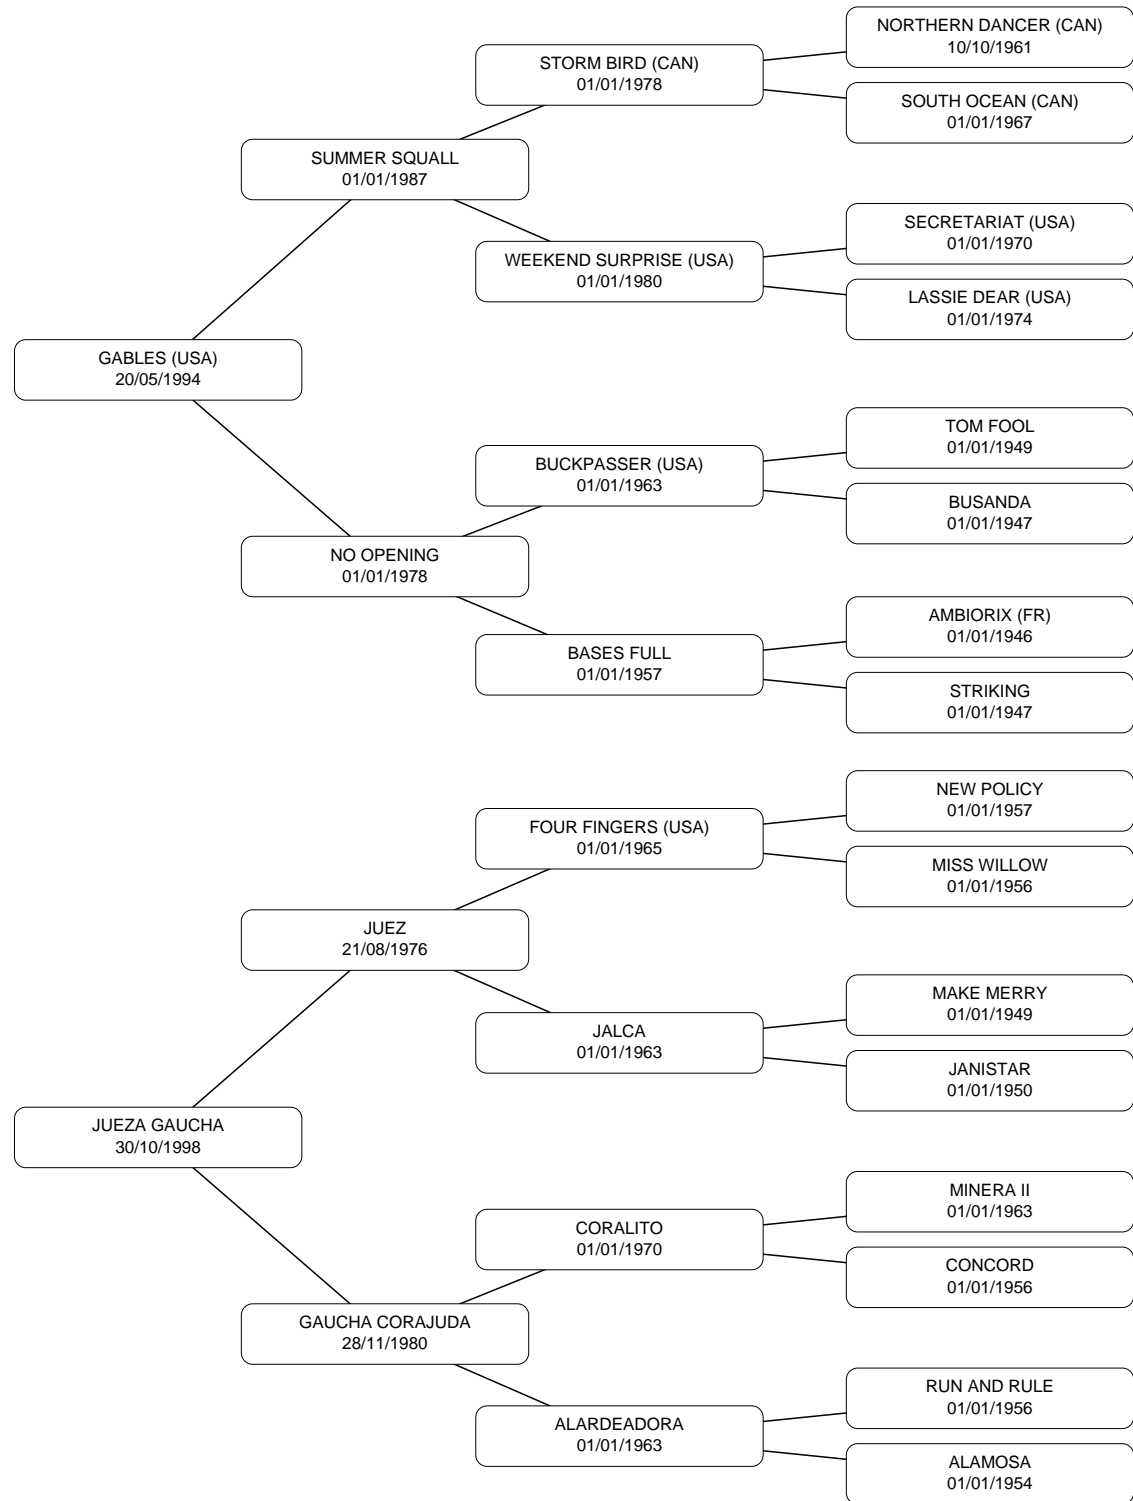 NORTHERN DANCER (CAN)
10/10/1961
STORM BIRD (CAN)
01/01/1978
SOUTH OCEAN (CAN)
01/01/1967
SUMMER SQUALL
01/01/1987
SECRETARIAT (USA)
01/01/1970
WEEKEND SURPRISE (USA)
01/01/1980
LASSIE DEAR (USA)
01/01/1974
GABLES (USA)
20/05/1994
TOM FOOL
01/01/1949
BUCKPASSER (USA)
01/01/1963
BUSANDA
01/01/1947
NO OPENING
01/01/1978
AMBIORIX (FR)
01/01/1946
BASES FULL
01/01/1957
STRIKING
01/01/1947
NEW POLICY
01/01/1957
FOUR FINGERS (USA)
01/01/1965
MISS WILLOW
01/01/1956
JUEZ
21/08/1976
MAKE MERRY
01/01/1949
JALCA
01/01/1963
JANISTAR
01/01/1950
JUEZA GAUCHA
30/10/1998
MINERA II
01/01/1963
CORALITO
01/01/1970
CONCORD
01/01/1956
GAUCHA CORAJUDA
28/11/1980
RUN AND RULE
01/01/1956
ALARDEADORA
01/01/1963
ALAMOSA
01/01/1954